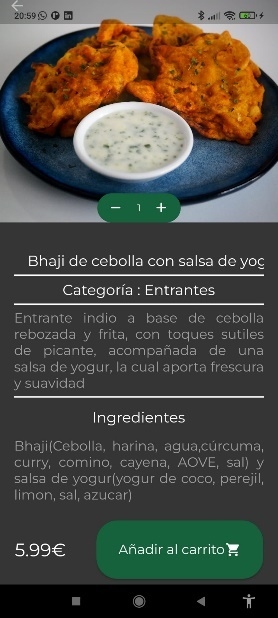 20:59
1
Bhaji de cebolla con salsa de yog
Categoría : Entrantes
Entrante indio a base de cebolla
rebozada y frita, con toques sutiles
de picante, acompañada de una
salsa de yogur, la cual aporta frescura
y suavidad
Ingredientes
Bhaji(Cebolla, harina, agua,cúrcuma,
curry, comino, cayena, AOVE, sal) y
salsa de yogur(yogur de coco, perejil,
limon, sal, azucar)
5.99€
Añadir al carrito